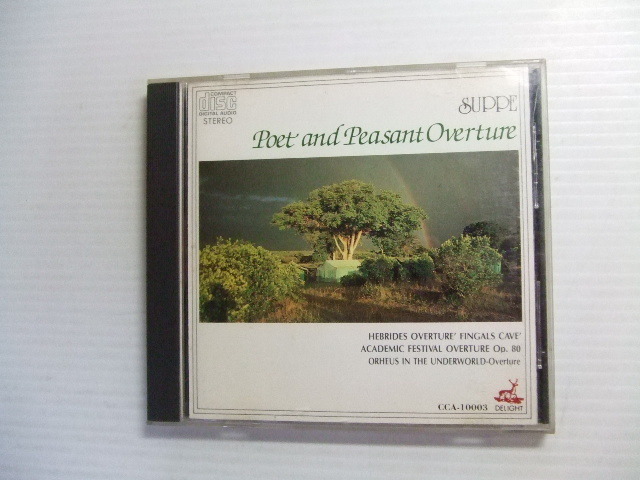 COMPACT
disc
DIGITAL AUDIO
STEREO
SUPPE
Poet and Peasant Overture
HEBRIDES OVERTURE' FINGALS CAVE'
ACADEMIC FESTIVAL OVERTURE Op. 80
ORHEUS IN THE UNDERWORLD-Overture
CCA-10003 DELIGHT